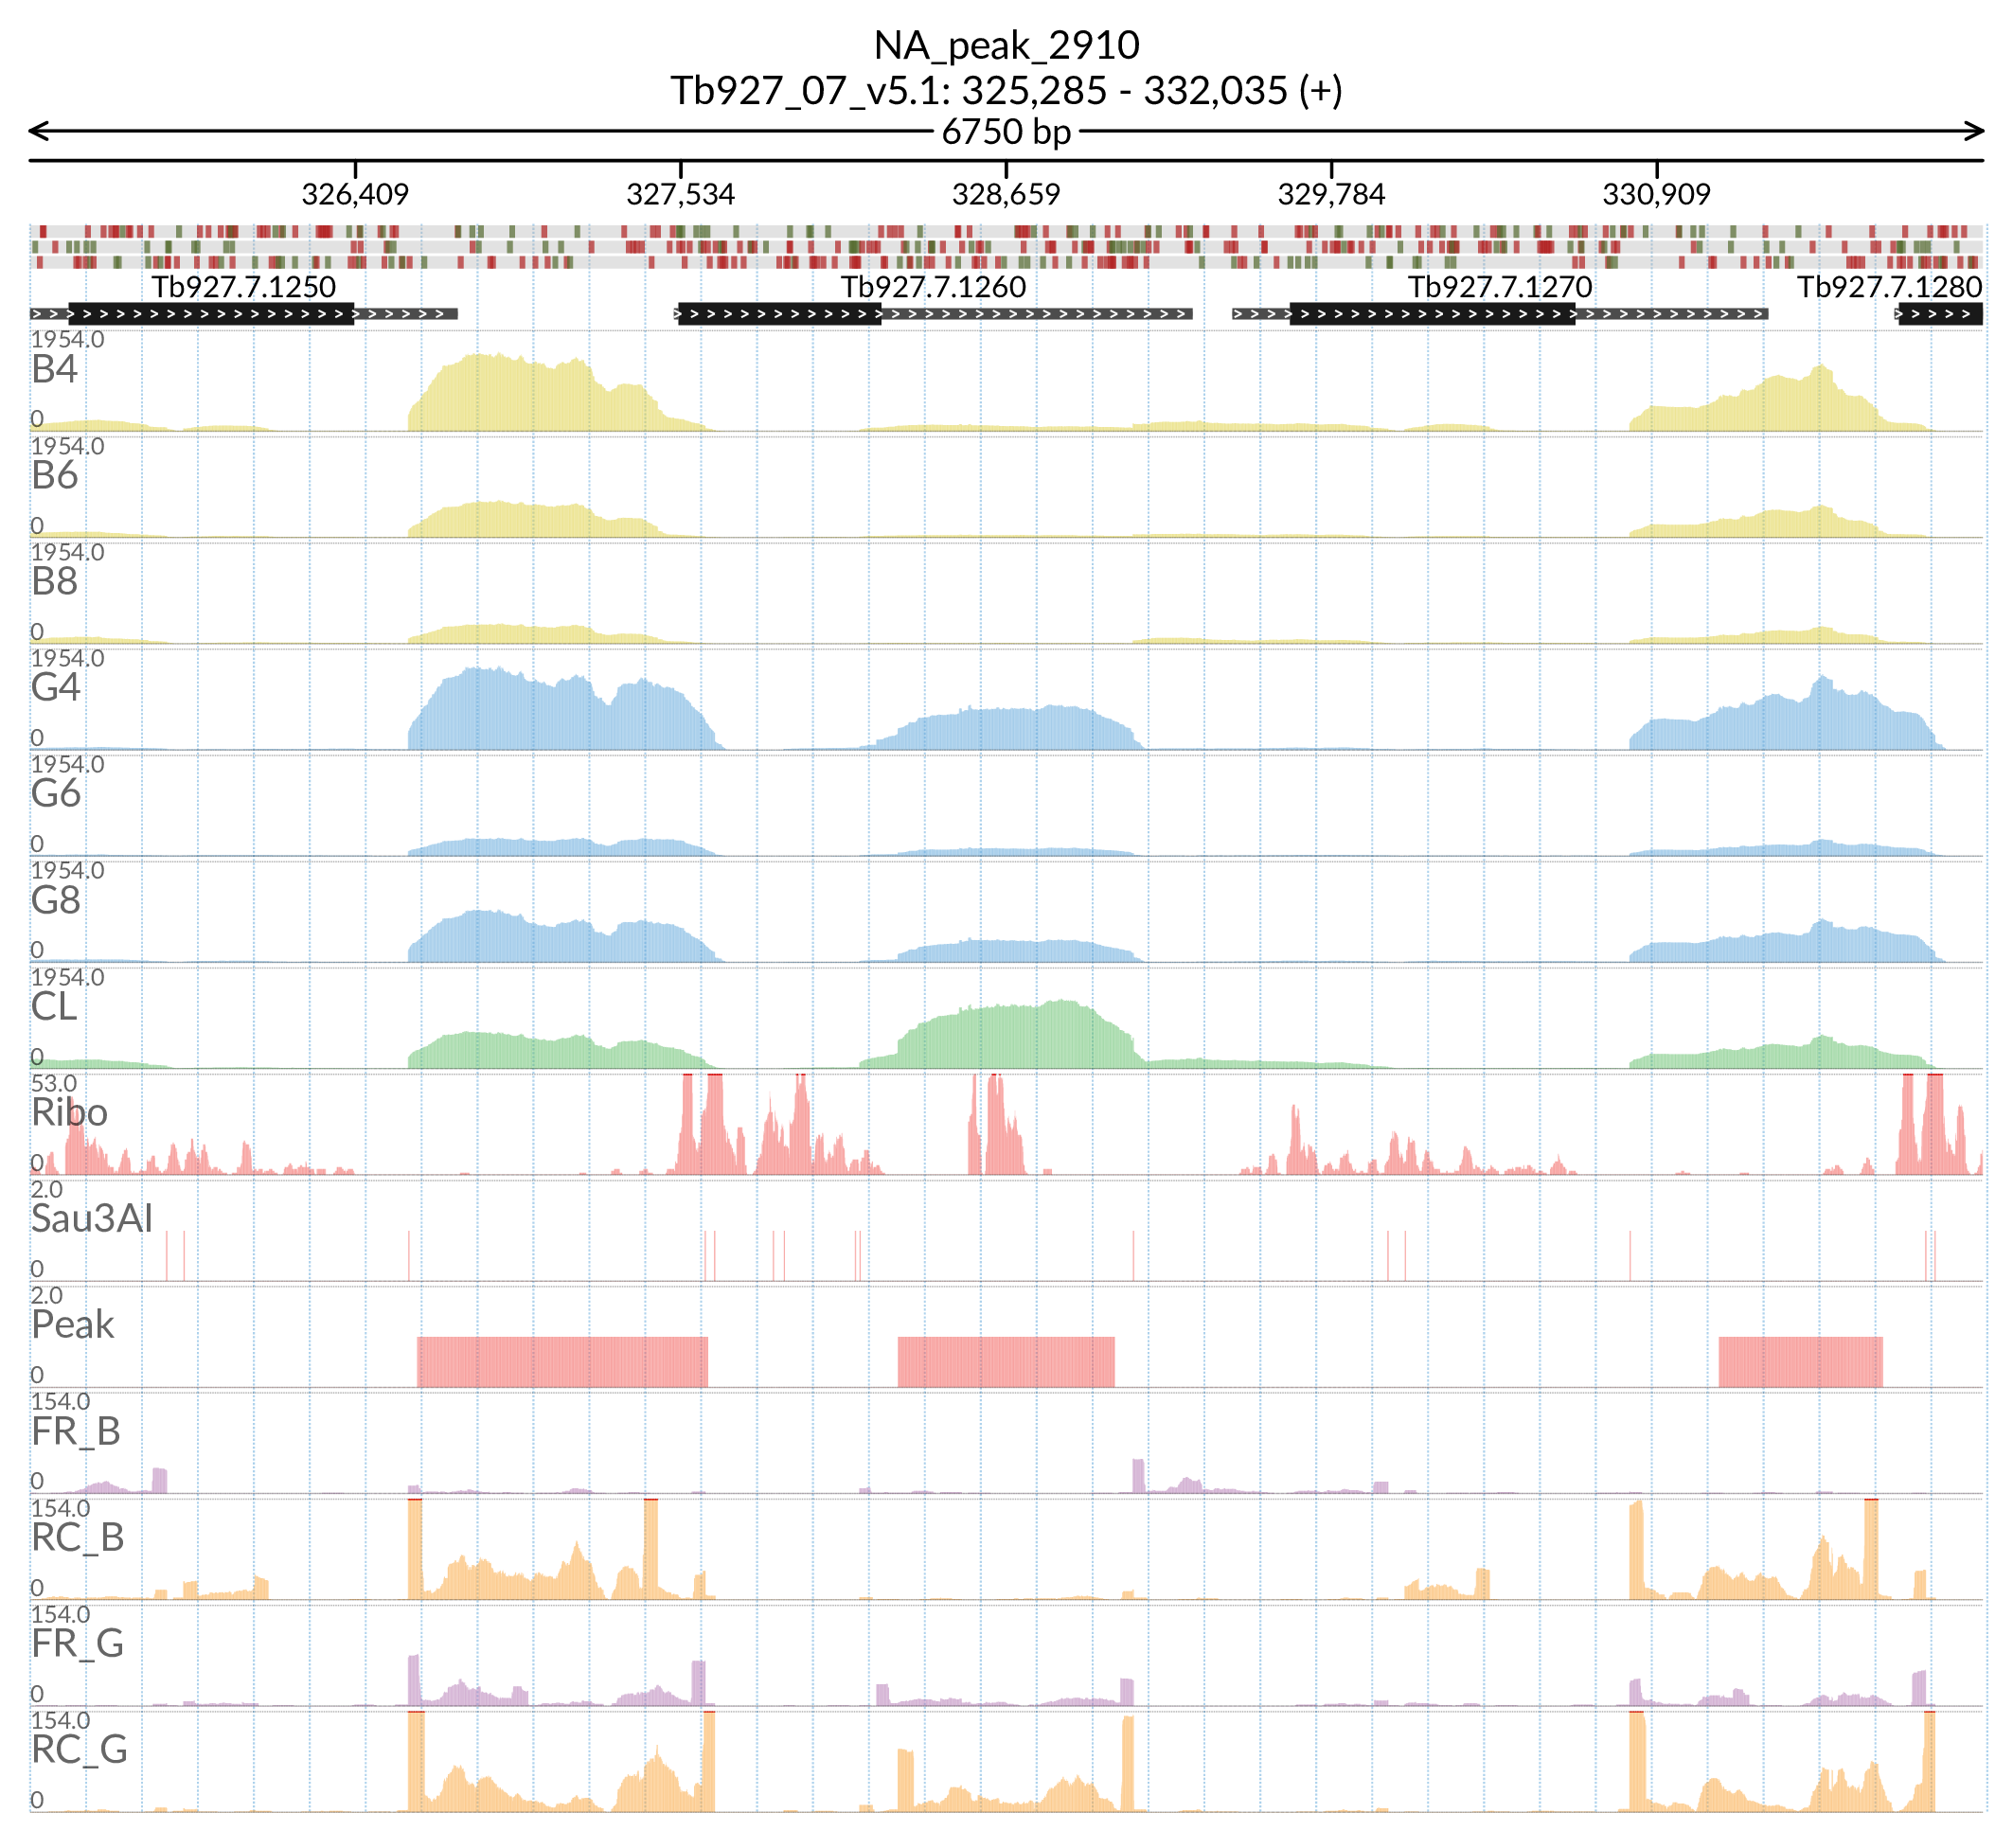 NA_peak_2910
Tb927_07_v5.1: 325,285 - 332,035 (+)
6750 bp
326,409 327,534 328,659 329,784 330,909
Tb927.7.1250 Tb927.7.1260 Tb927.7.1270 Tb927.7.1280
1954.0
B4
0
1954.0
B6
0
1954.0
B8
0
1954.0
G4
0
1954.0
G6
0
1954.0
G8
0
1954.0
CL
0
53.0
Ribo
0
2.0
Sau3AI
0
2.0
Peak
0
154.0
FR_B
0
154.0
RC_B
0
154.0
FR_G
0
154.0
RC_G
0